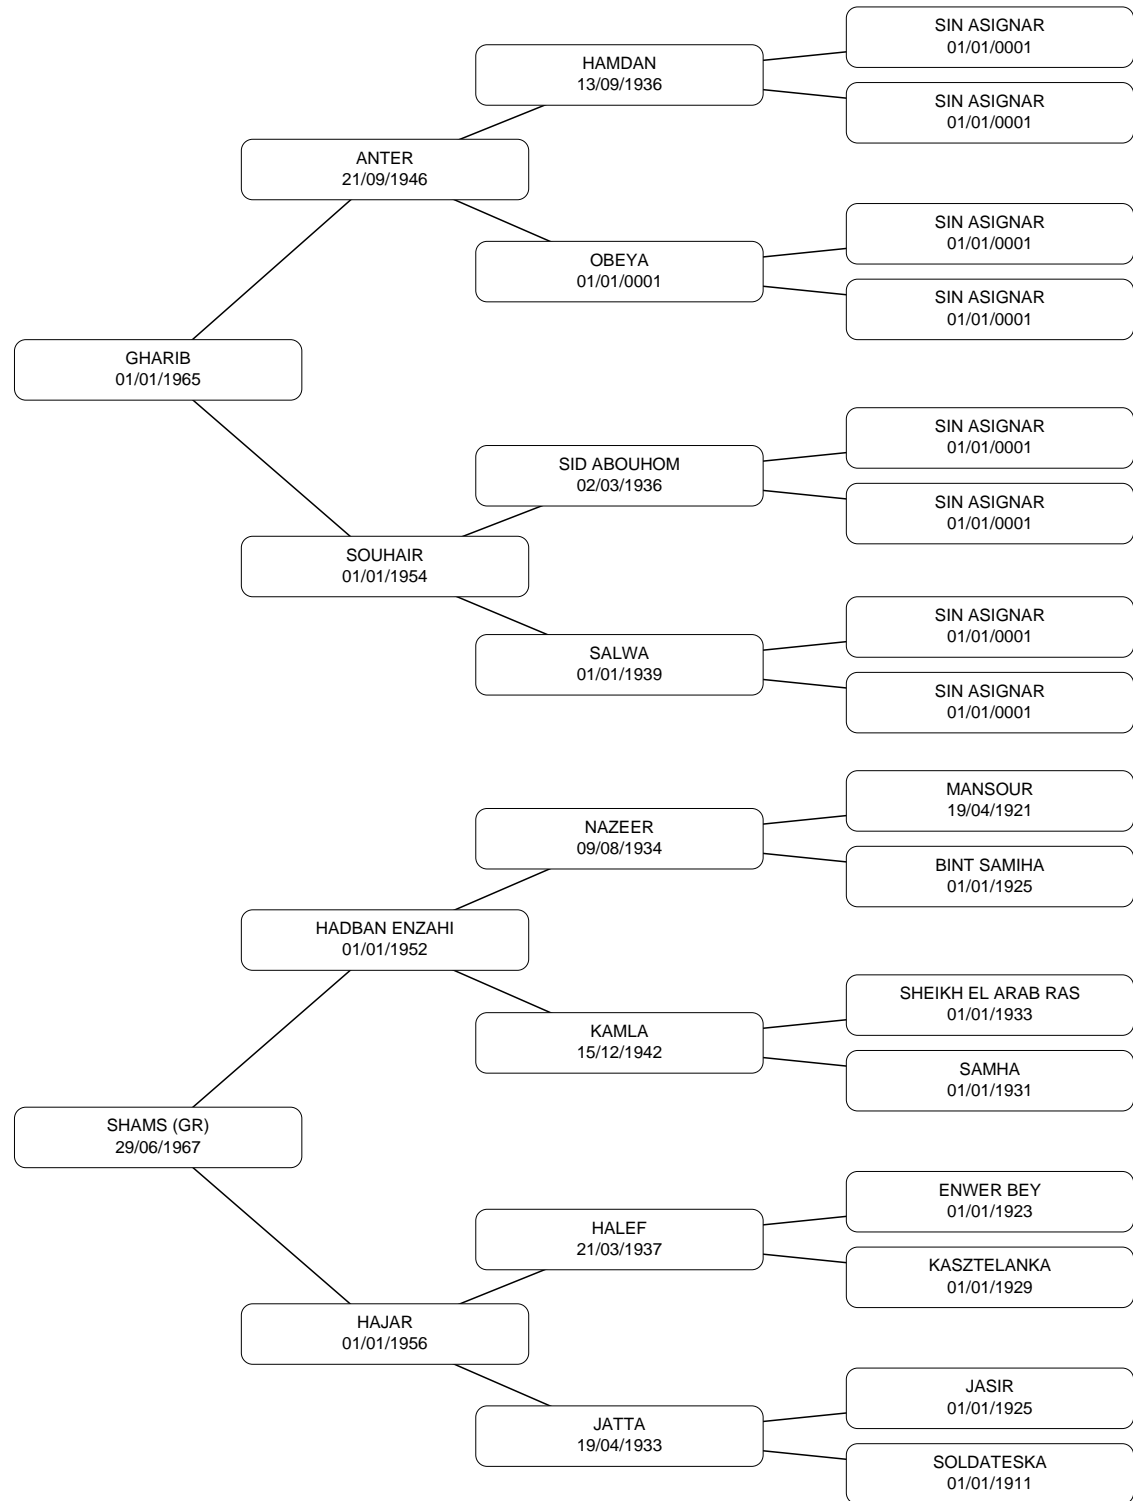 SIN ASIGNAR
01/01/0001
HAMDAN
13/09/1936
SIN ASIGNAR
01/01/0001
ANTER
21/09/1946
SIN ASIGNAR
01/01/0001
OBEYA
01/01/0001
SIN ASIGNAR
01/01/0001
GHARIB
01/01/1965
SIN ASIGNAR
01/01/0001
SID ABOUHOM
02/03/1936
SIN ASIGNAR
01/01/0001
SOUHAIR
01/01/1954
SIN ASIGNAR
01/01/0001
SALWA
01/01/1939
SIN ASIGNAR
01/01/0001
MANSOUR
19/04/1921
NAZEER
09/08/1934
BINT SAMIHA
01/01/1925
HADBAN ENZAHI
01/01/1952
SHEIKH EL ARAB RAS
01/01/1933
KAMLA
15/12/1942
SAMHA
01/01/1931
SHAMS (GR)
29/06/1967
ENWER BEY
01/01/1923
HALEF
21/03/1937
KASZTELANKA
01/01/1929
HAJAR
01/01/1956
JASIR
01/01/1925
JATTA
19/04/1933
SOLDATESKA
01/01/1911